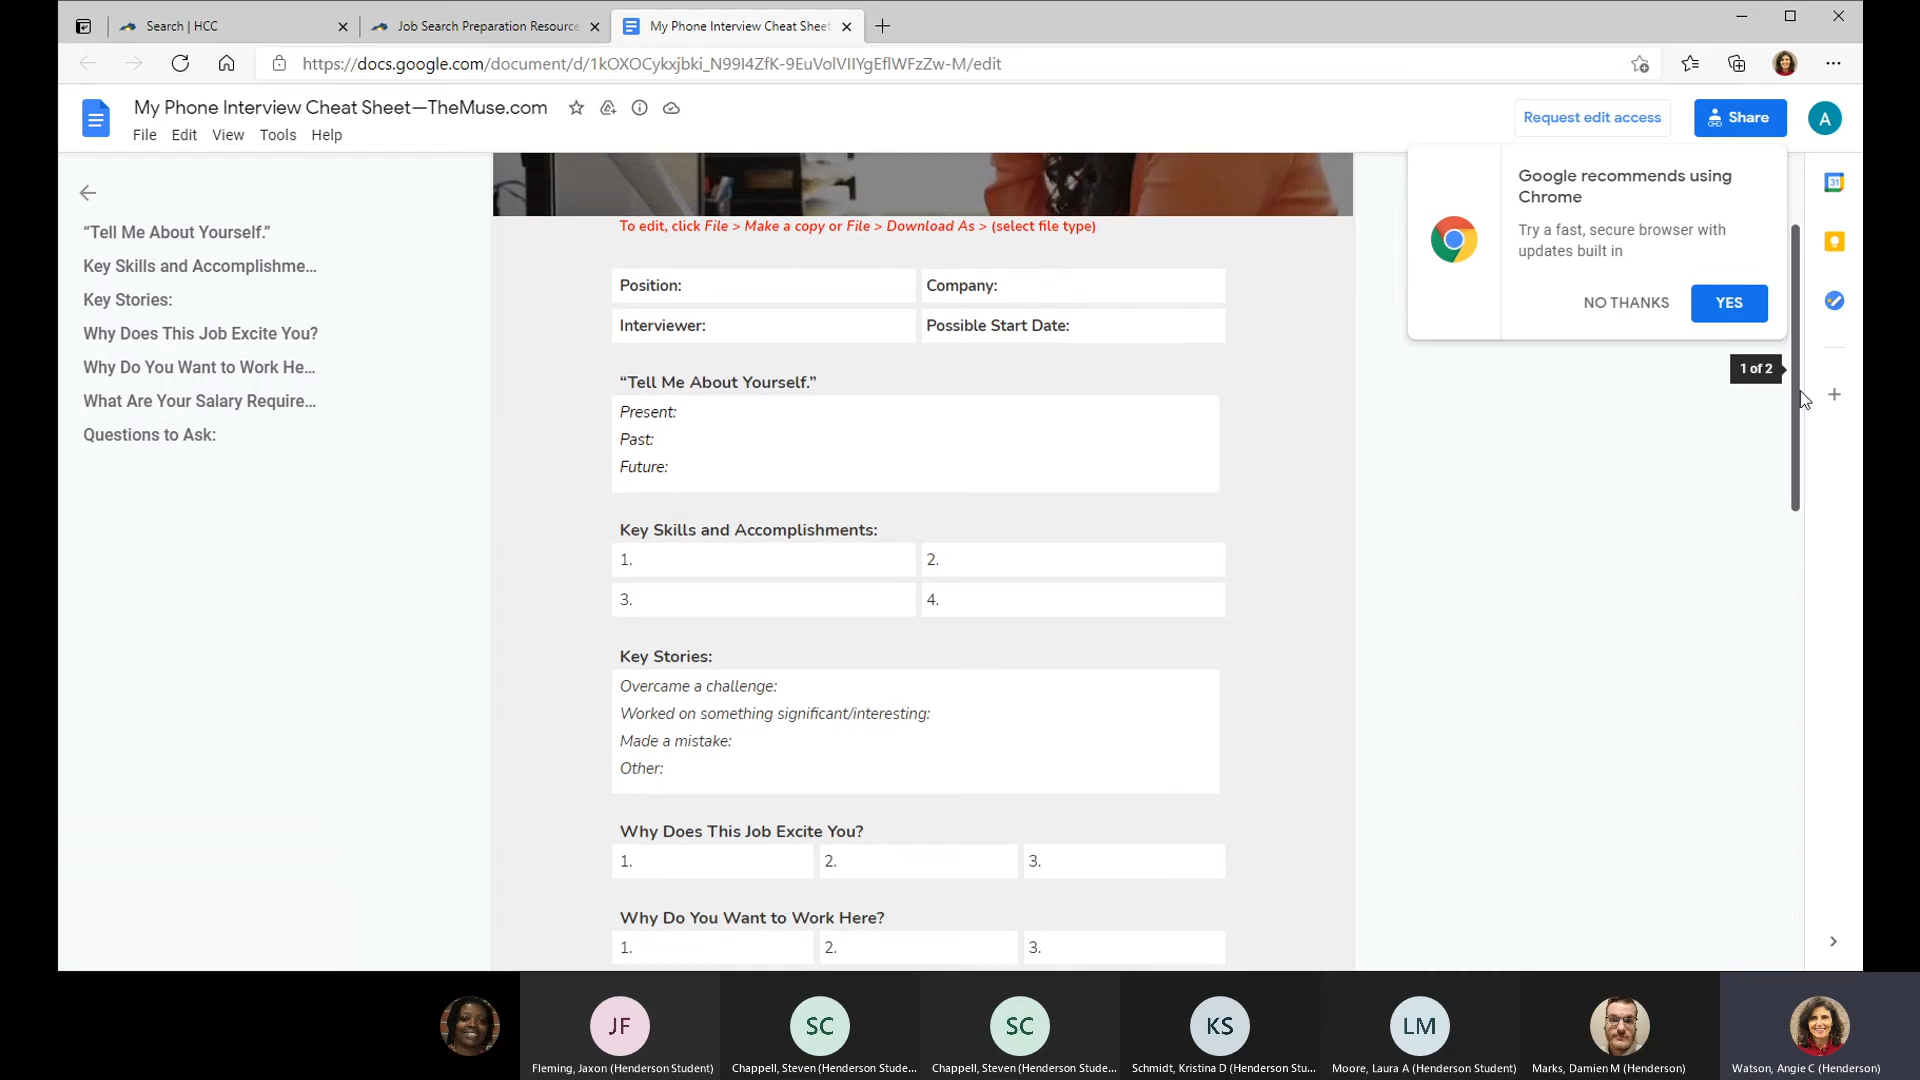 Search | HCC
Job Search Preparation Resource
My Phone Interview Cheat Sheet
https://docs.google.com/document/d/1kOXOCykxjbki_N99I4ZfK-9EuVolVIIYgEflWFzZw-M/edit
My Phone Interview Cheat Sheet—TheMuse.com
File Edit View Tools Help
Request edit access
Share
A
“Tell Me About Yourself.”
Key Skills and Accomplishme...
Key Stories:
Why Does This Job Excite You?
Why Do You Want to Work He...
What Are Your Salary Require...
Questions to Ask:
To edit, click File > Make a copy or File > Download As > (select file type)
Position: Company:
Interviewer: Possible Start Date:
“Tell Me About Yourself.”
Present:
Past:
Future:
Key Skills and Accomplishments:
1. 2.
3. 4.
Key Stories:
Overcame a challenge:
Worked on something significant/interesting:
Made a mistake:
Other:
Why Does This Job Excite You?
1. 2. 3.
Why Do You Want to Work Here?
1. 2. 3.
Google recommends using
Chrome
Try a fast, secure browser with
updates built in
NO THANKS YES
1 of 2
31
JF
SC
SC
KS
LM
Fleming, Jaxon (Henderson Student)
Chappell, Steven (Henderson Stude...
Chappell, Steven (Henderson Stude...
Schmidt, Kristina D (Henderson Stu...
Moore, Laura A (Henderson Student)
Marks, Damien M (Henderson)
Watson, Angie C (Henderson)